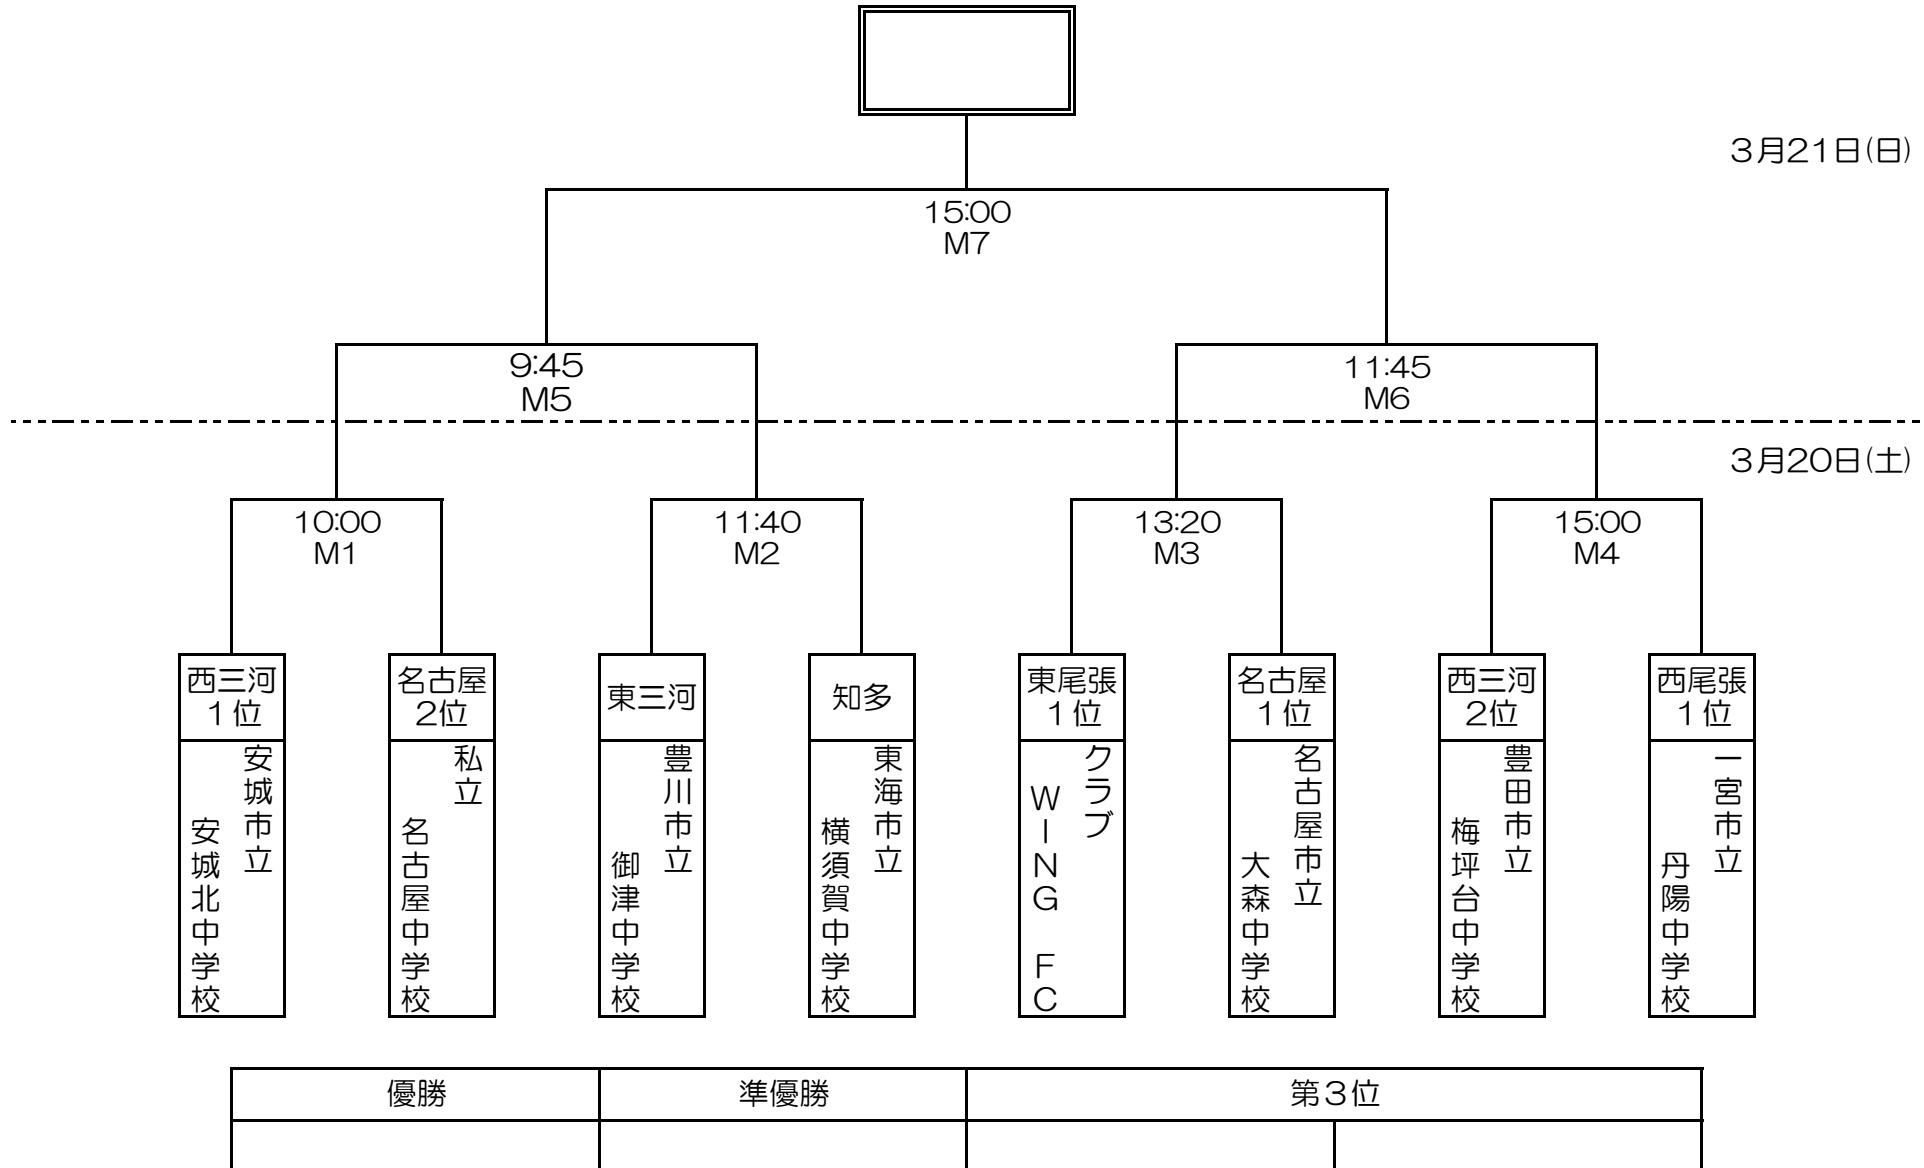 ３月21日(日)
15:00
M7
9:45
M5
11:45
M6
３月20日(土)
10:00
M1
11:40
M2
13:20
M3
15:00
M4
西三河
１位
安城市立
安城北中学校
名古屋
2位
私立
名古屋中学校
東三河
豊川市立
御津中学校
知多
東海市立
横須賀中学校
東尾張
１位
クラブ
WING FC
名古屋
１位
名古屋市立
大森中学校
西三河
2位
豊田市立
梅坪台中学校
西尾張
１位
一宮市立
丹陽中学校
優勝
準優勝
第３位